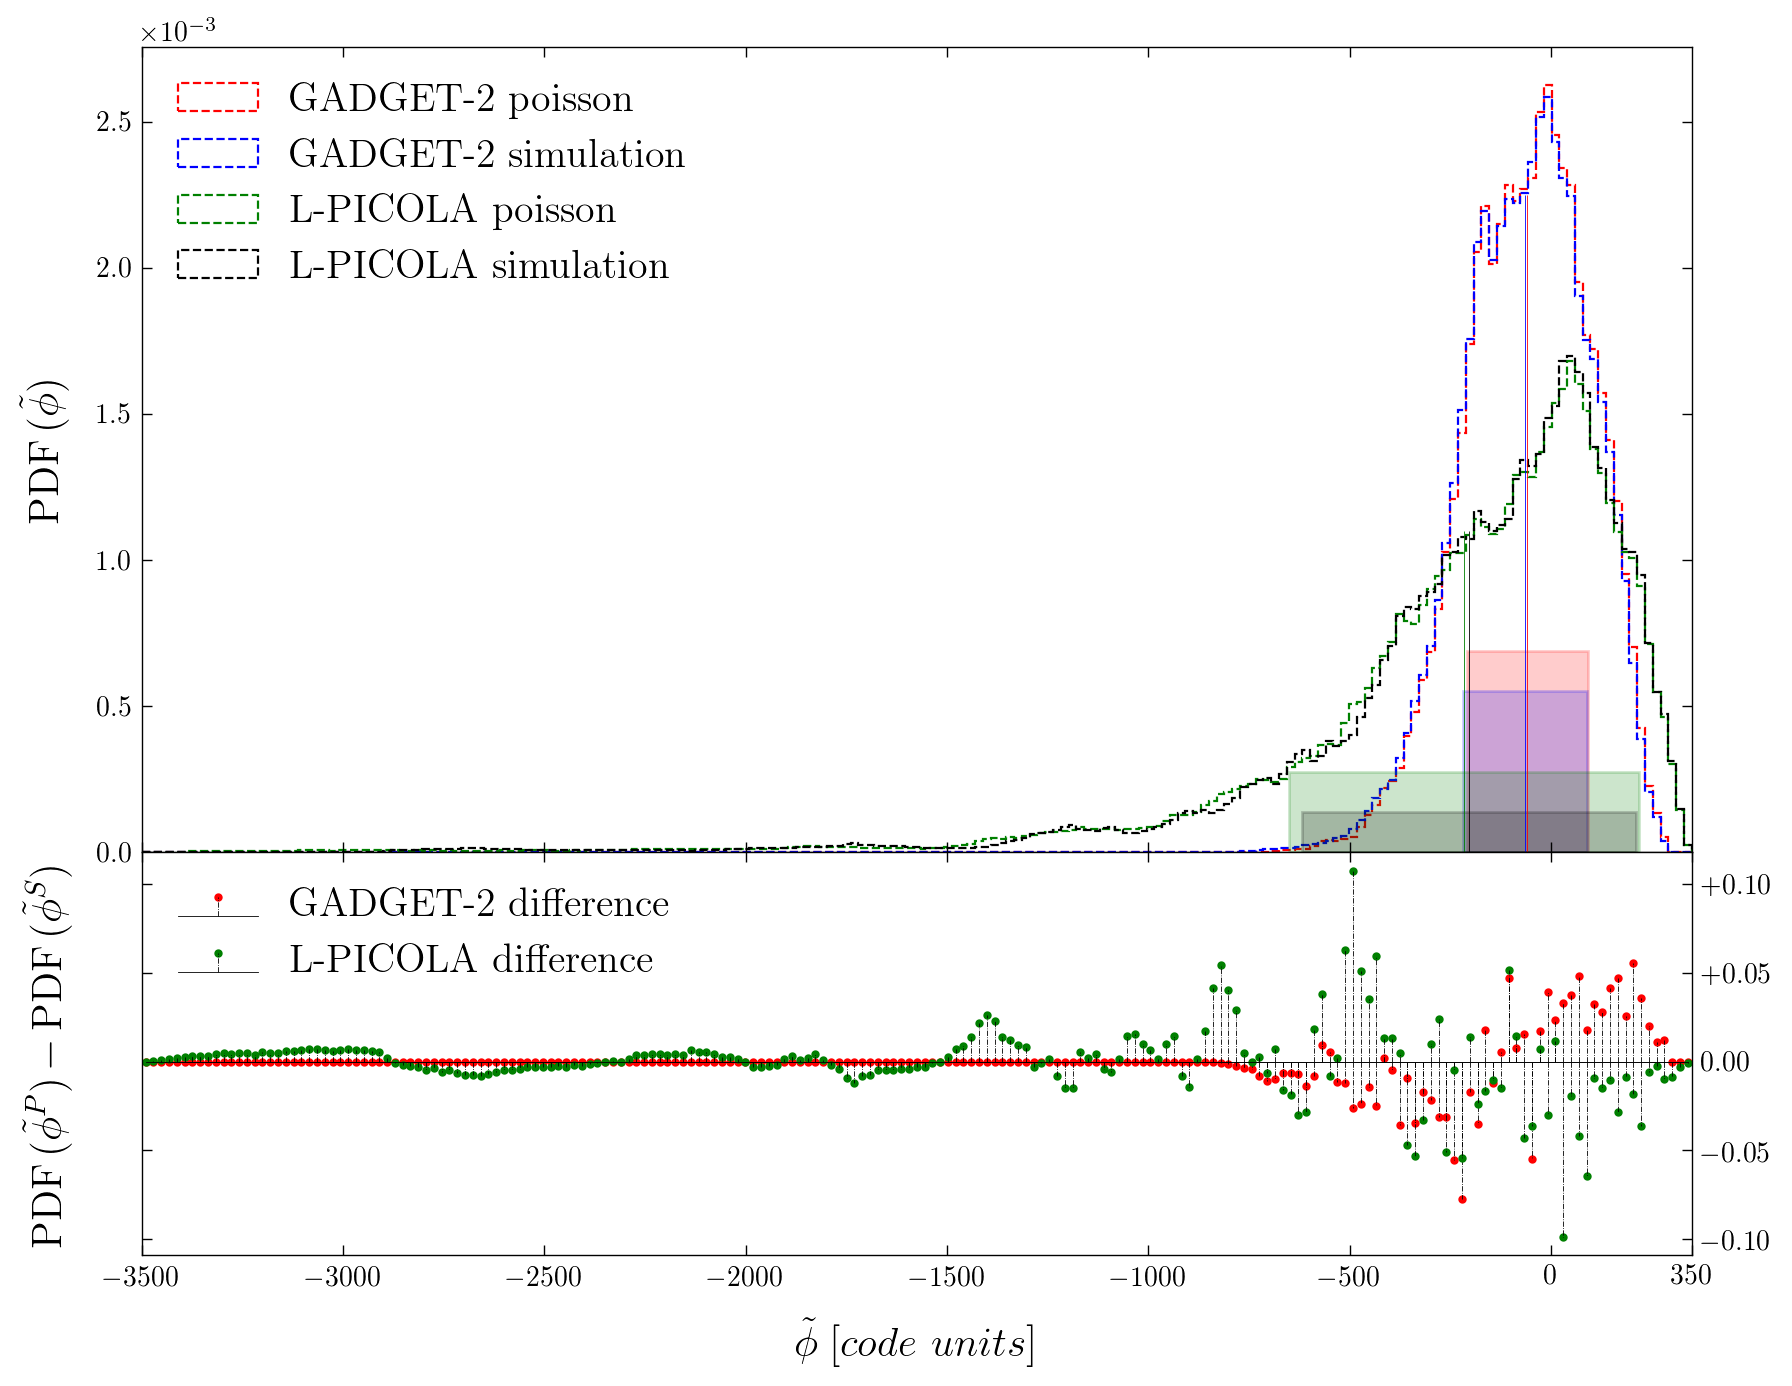 ×10⁻³
GADGET-2 poisson
GADGET-2 simulation
L-PICOLA poisson
L-PICOLA simulation
2.5
2.0
1.5
1.0
0.5
0.0
PDF (φ̃)
GADGET-2 difference
L-PICOLA difference
+0.10
+0.05
0.00
−0.05
−0.10
PDF (φ̃ᴾ) − PDF (φ̃ˢ)
−3500 −3000 −2500 −2000 −1500 −1000 −500 0 350
φ̃ [code units]